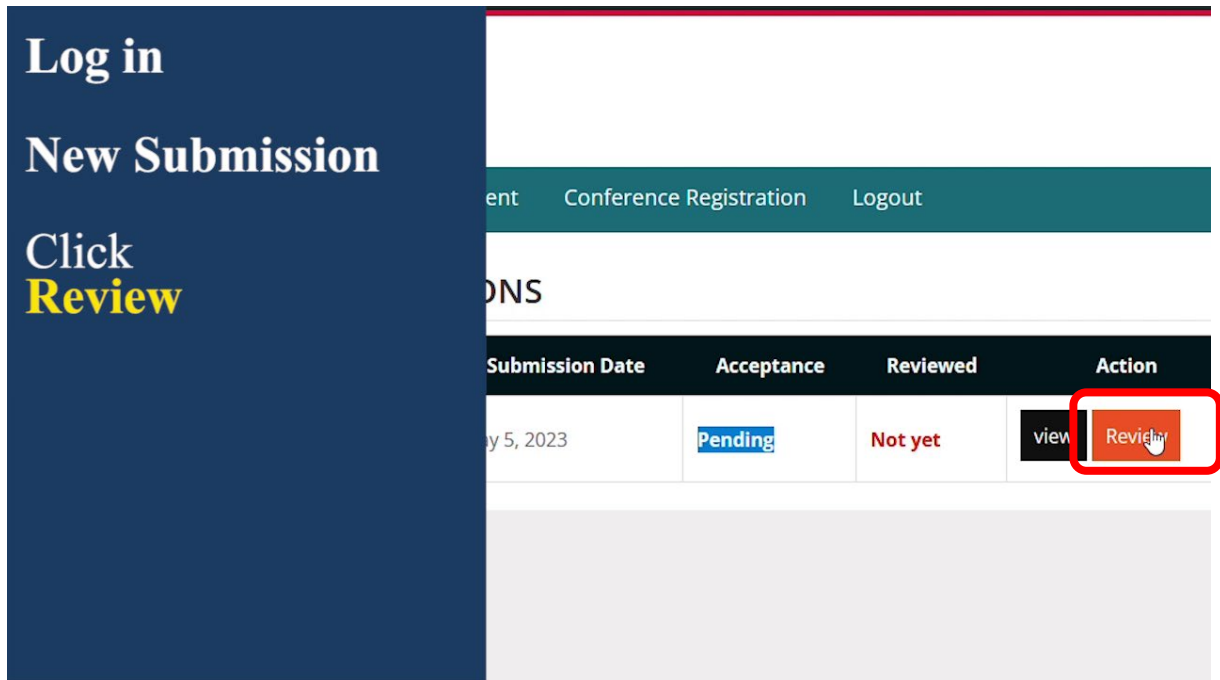 Log in
New Submission
Click
Review
ent Conference Registration Logout
ONS
Submission Date Acceptance Reviewed Action
y 5, 2023 Pending Not yet view Review